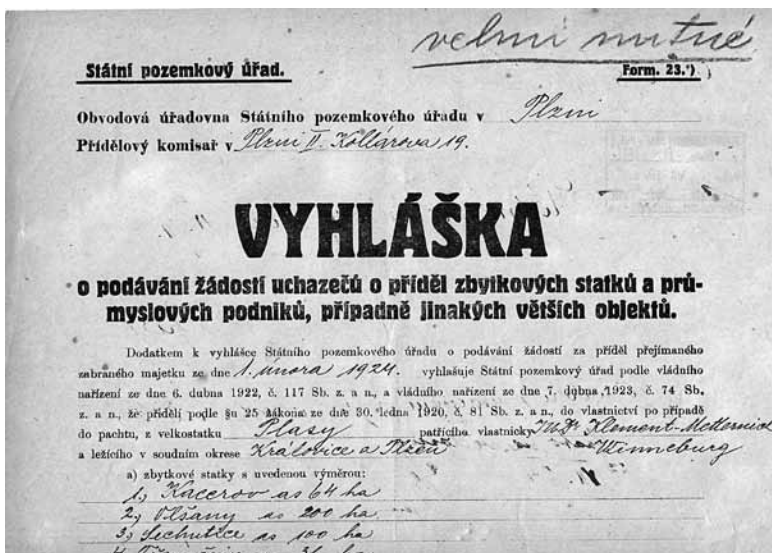 velmi nutné
Státní pozemkový úřad.
Form. 23.*)
Obvodová úřadovna Státního pozemkového úřadu v Plzni
Přídělový komisař v Plzni II. Kollárova 19.
VYHLÁŠKA
o podávání žádostí uchazečů o příděl zbytkových statků a prů-
myslových podniků, případně jinakých větších objektů.
Dodatkem k vyhlášce Státního pozemkového úřadu o podávání žádostí za příděl přejímaného
zabraného majetku ze dne 1. února 1924. vyhlašuje Státní pozemkový úřad podle vládního
nařízení ze dne 6. dubna 1922, č. 117 Sb. z. a n., a vládního nařízení ze dne 7. dubna 1923, č. 74 Sb.
z. a n., že přidělí podle §u 25 zákona ze dne 30. ledna 1920, č. 81 Sb. z. a n., do vlastnictví po případě
do pachtu, z velkostatku Plasy patřícího vlastnicky Klement-Metternich
a ležícího v soudním okrese Kralovice a Plzeň Winneburg
a) zbytkové statky s uvedenou výměrou:
1.) Kaceřov as 64 ha
2.) Olšany as 200 ha
3.) Sechutice as 100 ha